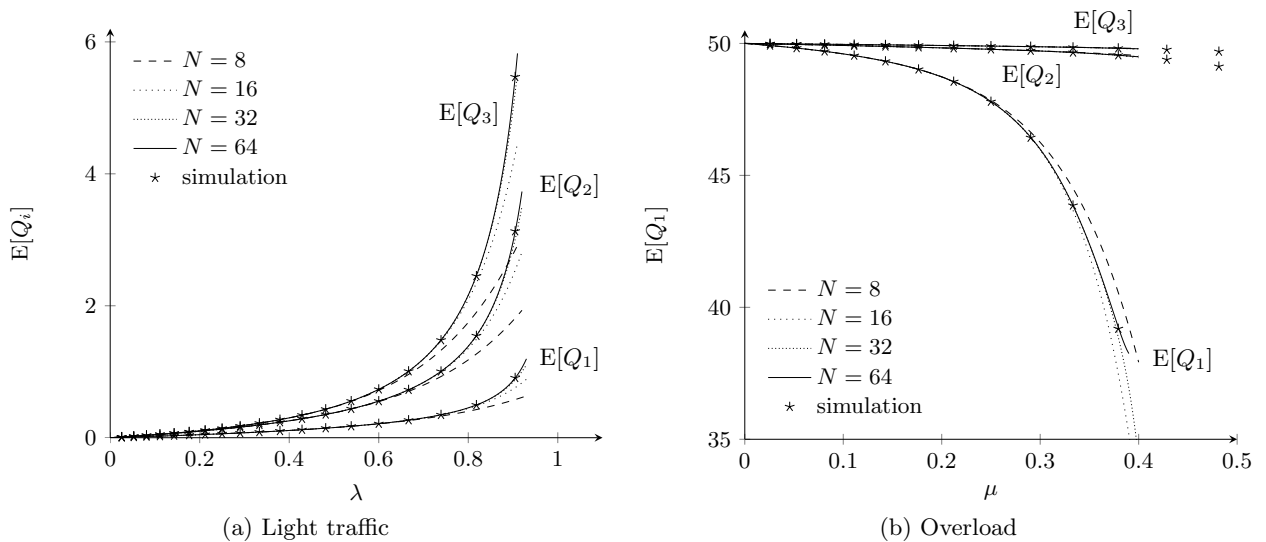 6
4
2
0
0
0.2
0.4
0.6
0.8
1
E[Q_i]
λ
N = 8
N = 16
N = 32
N = 64
simulation
E[Q_3]
E[Q_2]
E[Q_1]
(a) Light traffic
50
45
40
35
0
0.1
0.2
0.3
0.4
0.5
E[Q_1]
μ
E[Q_3]
E[Q_2]
N = 8
N = 16
N = 32
N = 64
simulation
E[Q_1]
(b) Overload